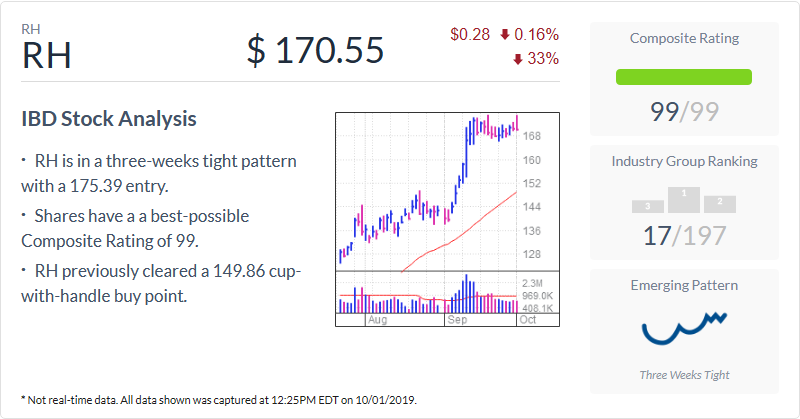 RH
RH
$ 170.55
$0.28 0.16%
33%
IBD Stock Analysis
· RH is in a three-weeks tight pattern
with a 175.39 entry.
· Shares have a a best-possible
Composite Rating of 99.
· RH previously cleared a 149.86 cup-
with-handle buy point.
168
160
152
144
136
128
2.3M
969.0K
408.1K
Aug Sep Oct
Composite Rating
99/99
Industry Group Ranking
3 1 2
17/197
Emerging Pattern
Three Weeks Tight
* Not real-time data. All data shown was captured at 12:25PM EDT on 10/01/2019.